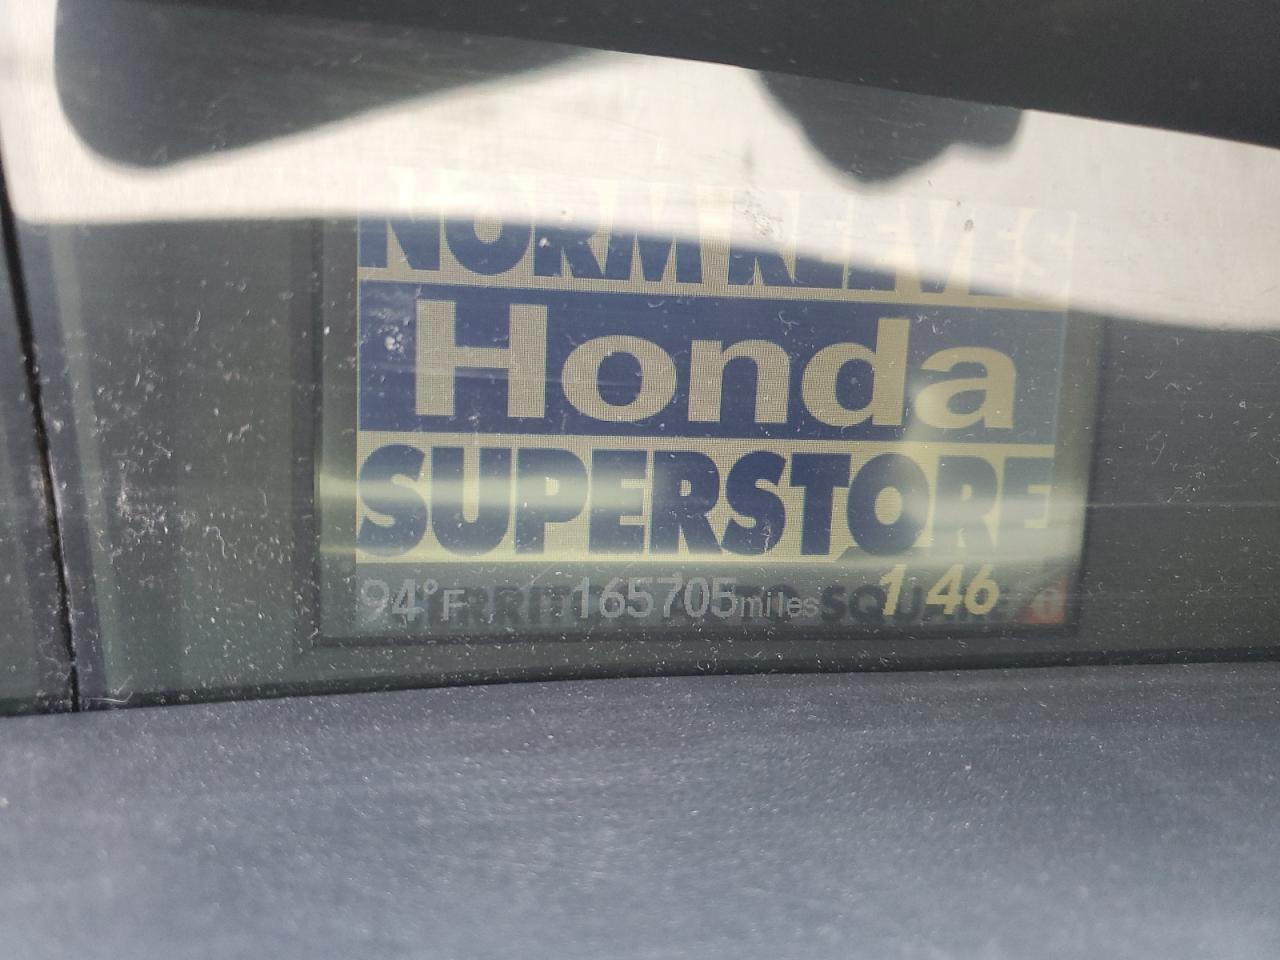 NORM REEVES
Honda
SUPERSTORE
94°F 165705miles 1 46